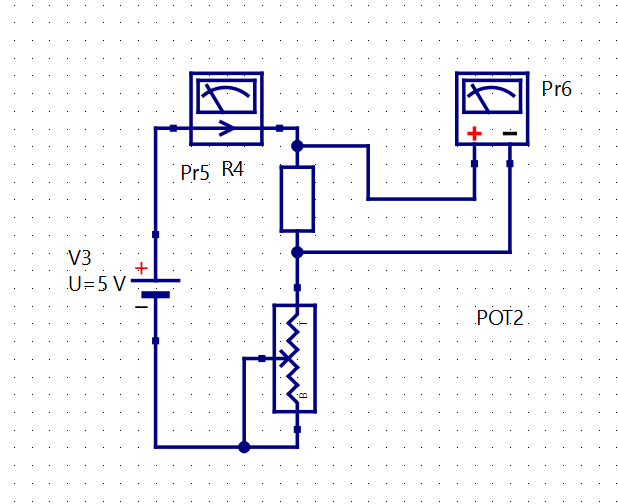 Pr6
Pr5 R4
V3
+
U=5 V
−
+ −
T
POT2
B